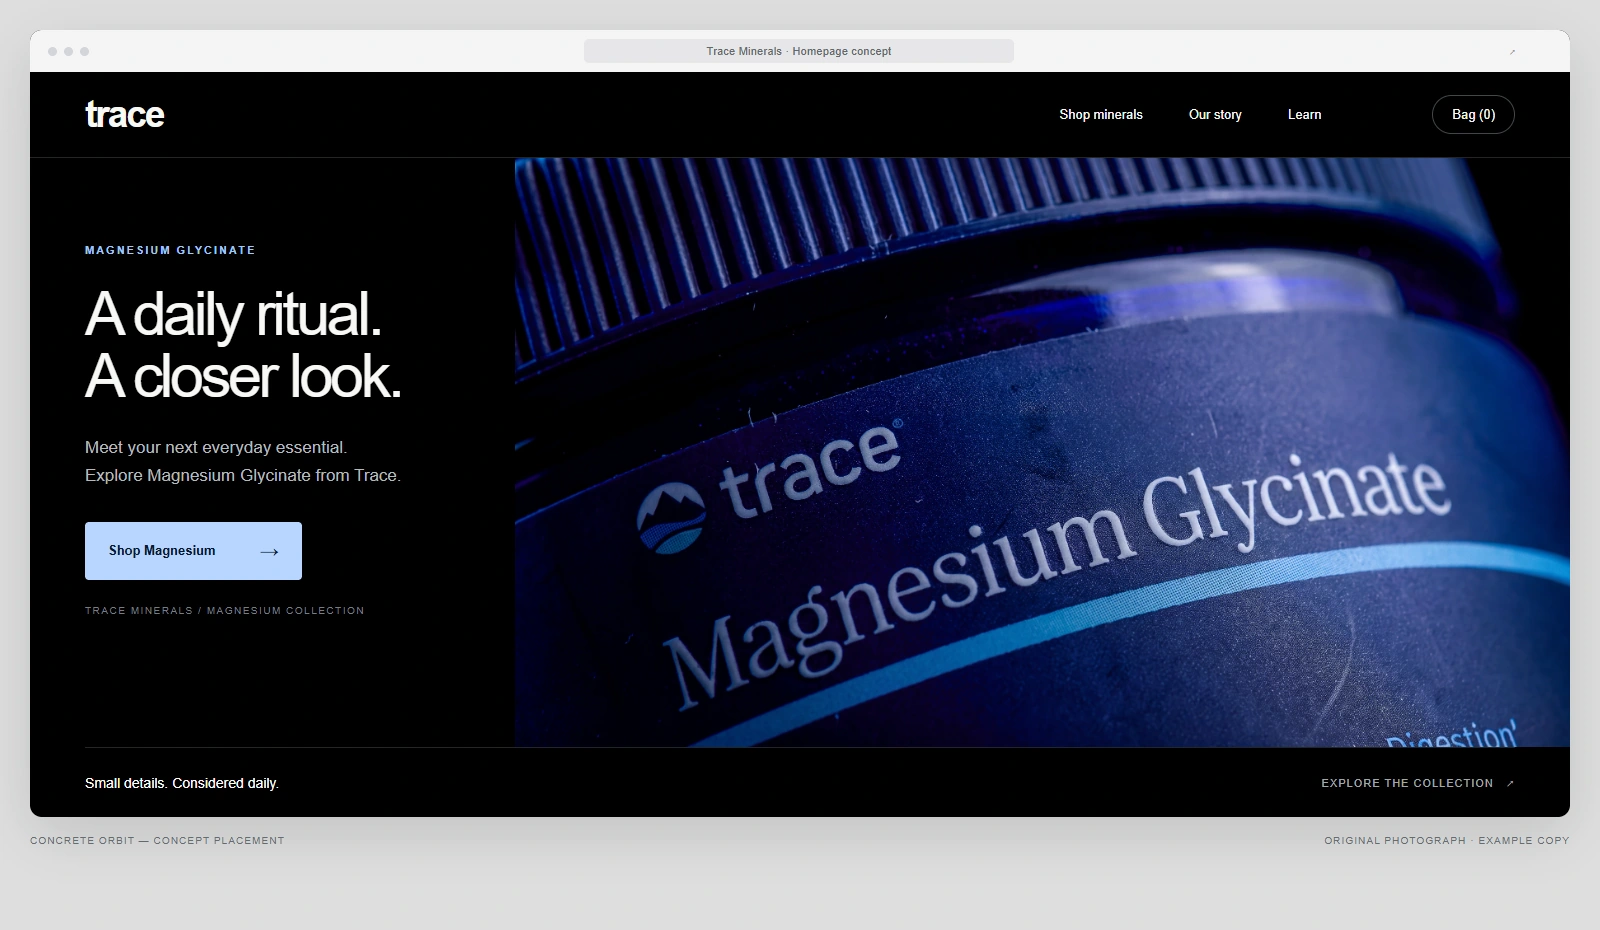 Trace Minerals · Homepage concept
↗
trace
Shop minerals
Our story
Learn
Bag (0)
MAGNESIUM GLYCINATE
A daily ritual.
A closer look.
Meet your next everyday essential.
Explore Magnesium Glycinate from Trace.
Shop Magnesium →
TRACE MINERALS / MAGNESIUM COLLECTION
trace®
Magnesium Glycinate
Digestion
Small details. Considered daily.
EXPLORE THE COLLECTION ↗
CONCRETE ORBIT — CONCEPT PLACEMENT
ORIGINAL PHOTOGRAPH · EXAMPLE COPY